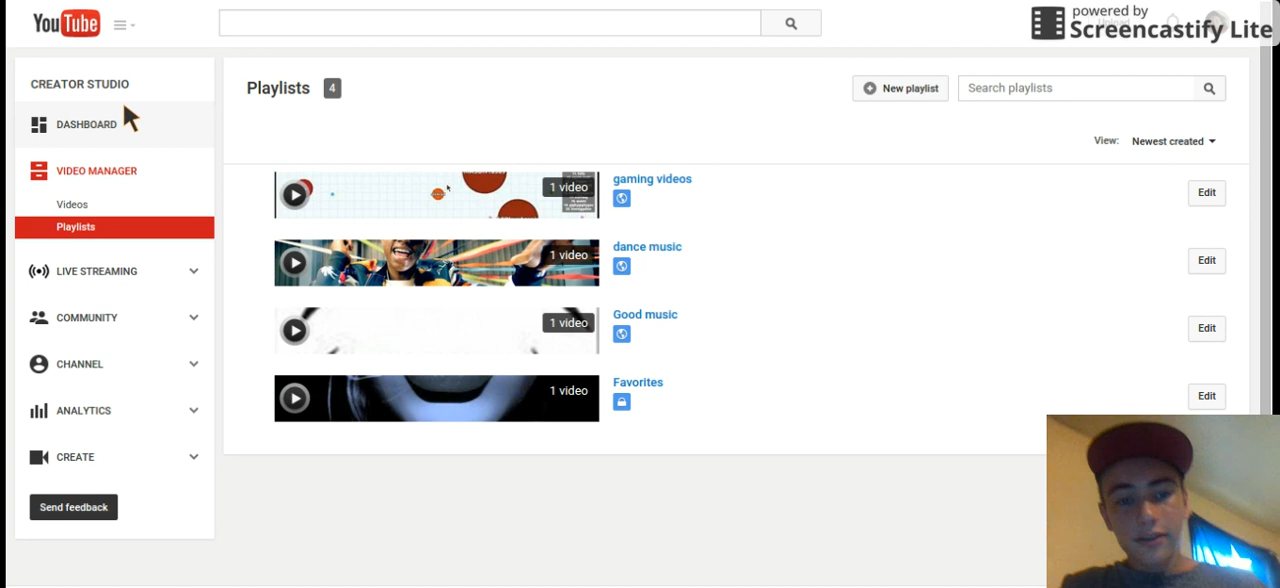 YouTube
powered by
Screencastify Lite
CREATOR STUDIO
DASHBOARD
VIDEO MANAGER
Videos
Playlists
LIVE STREAMING
COMMUNITY
CHANNEL
ANALYTICS
CREATE
Send feedback
Playlists 4
New playlist
Search playlists
View: Newest created
1 video
gaming videos
Edit
1 video
dance music
Edit
1 video
Good music
Edit
1 video
Favorites
Edit